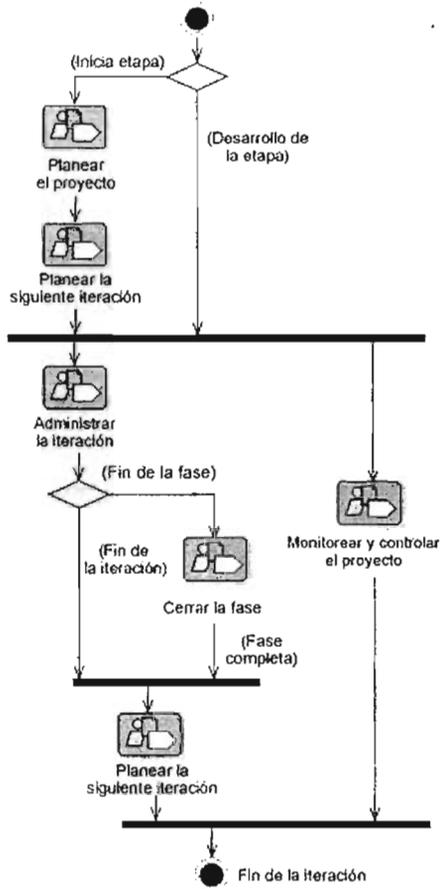 (Inicia etapa)
(Desarrollo de
la etapa)
Planear
el proyecto
Planear la
siguiente iteración
Administrar
la iteración
(Fin de la fase)
(Fin de
la iteración)
Monitorear y controlar
el proyecto
Cerrar la fase
(Fase
completa)
Planear la
siguiente iteración
Fin de la iteración